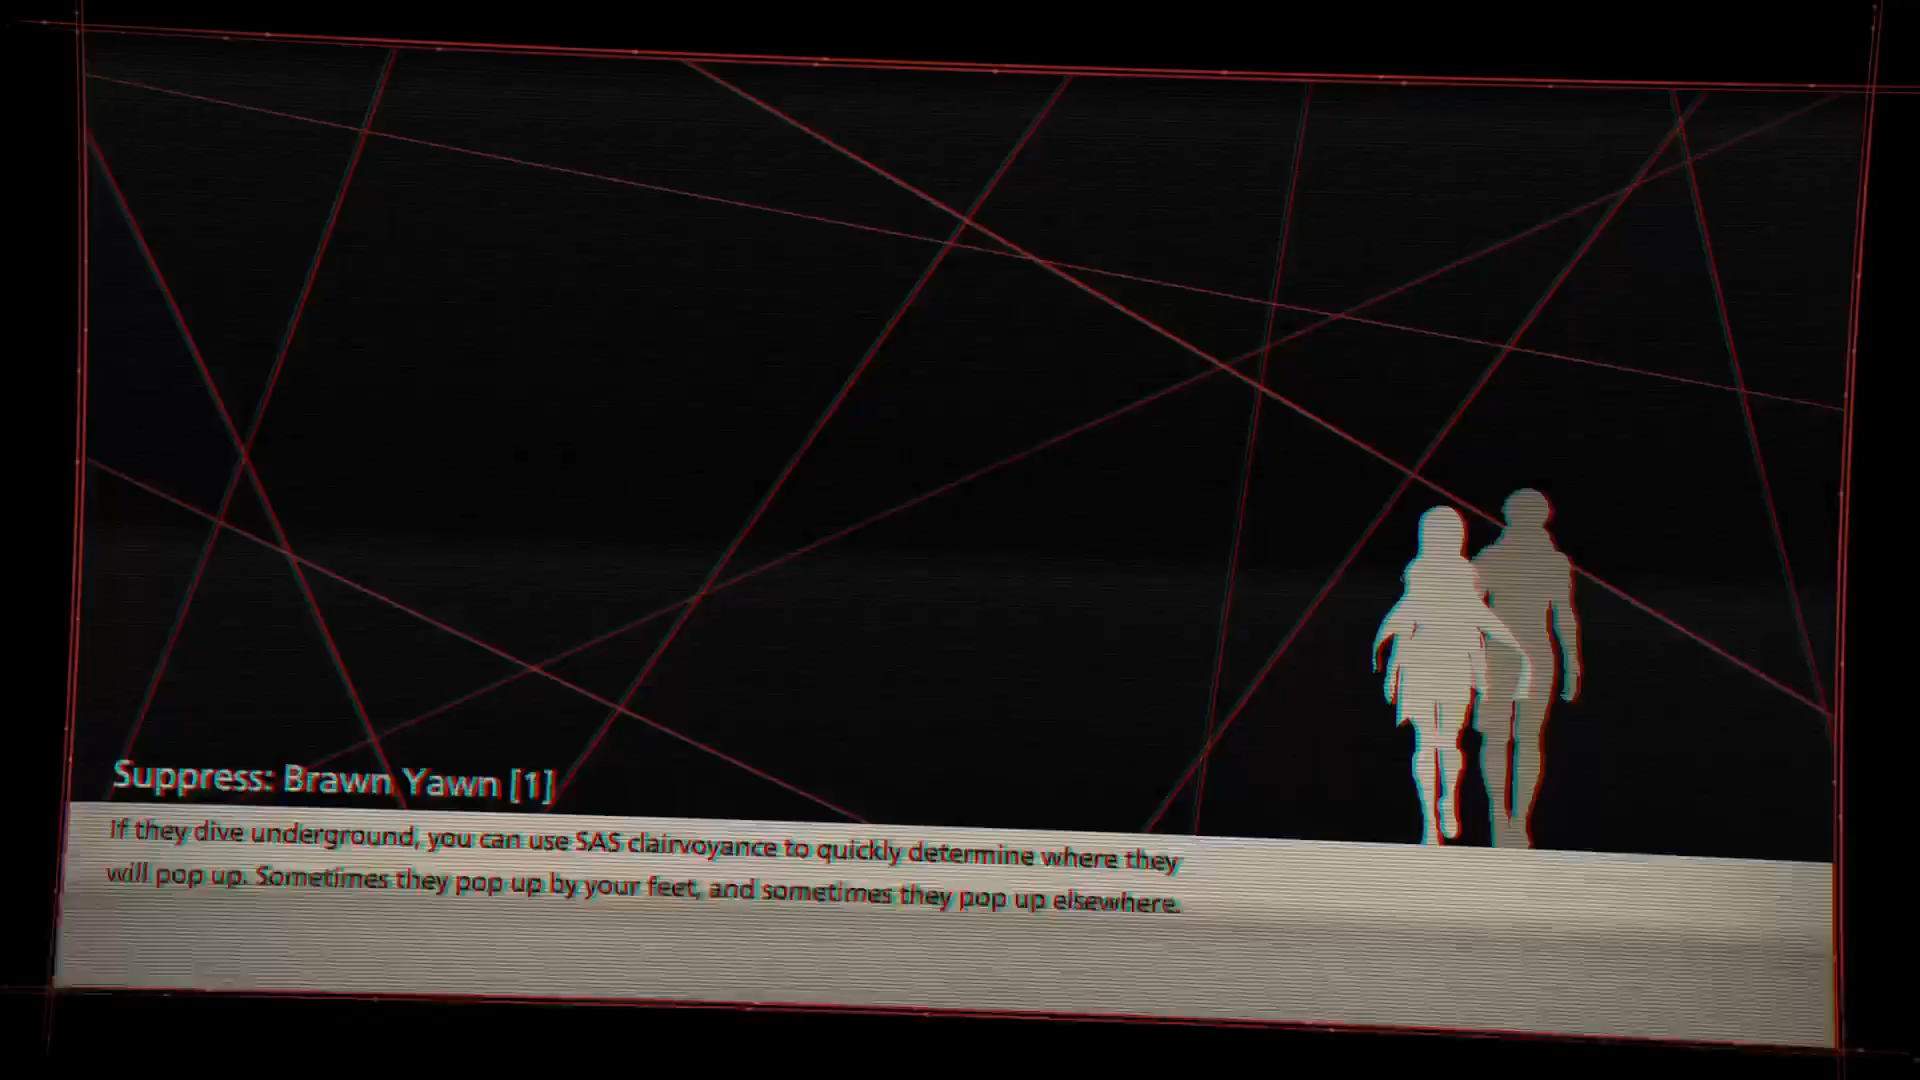 Suppress: Brawn Yawn [1]
If they dive underground, you can use SAS clairvoyance to quickly determine where they
will pop up. Sometimes they pop up by your feet, and sometimes they pop up elsewhere.